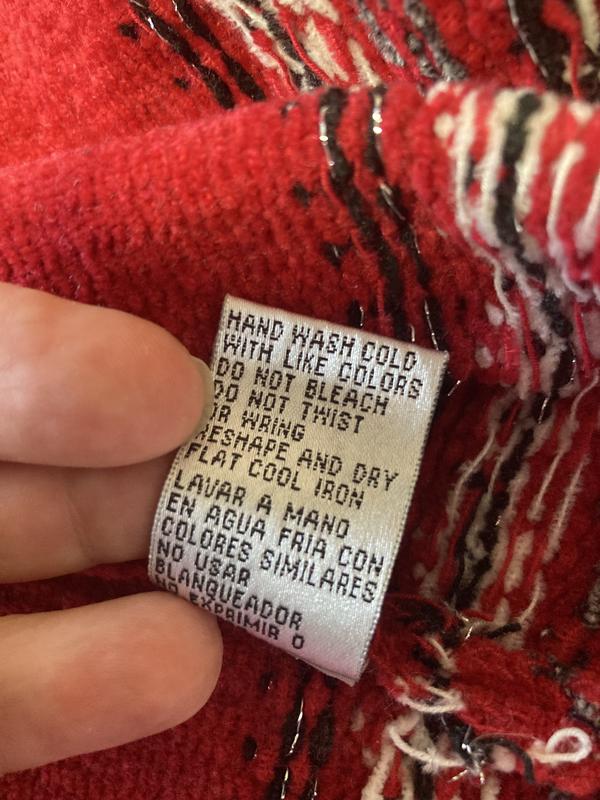 HAND WASH COLD
WITH LIKE COLORS
DO NOT BLEACH
DO NOT TWIST
OR WRING
RESHAPE AND DRY
FLAT COOL IRON
LAVAR A MANO
EN AGUA FRIA CON
COLORES SIMILARES
NO USAR
BLANQUEADOR
NO EXPRIMIR O